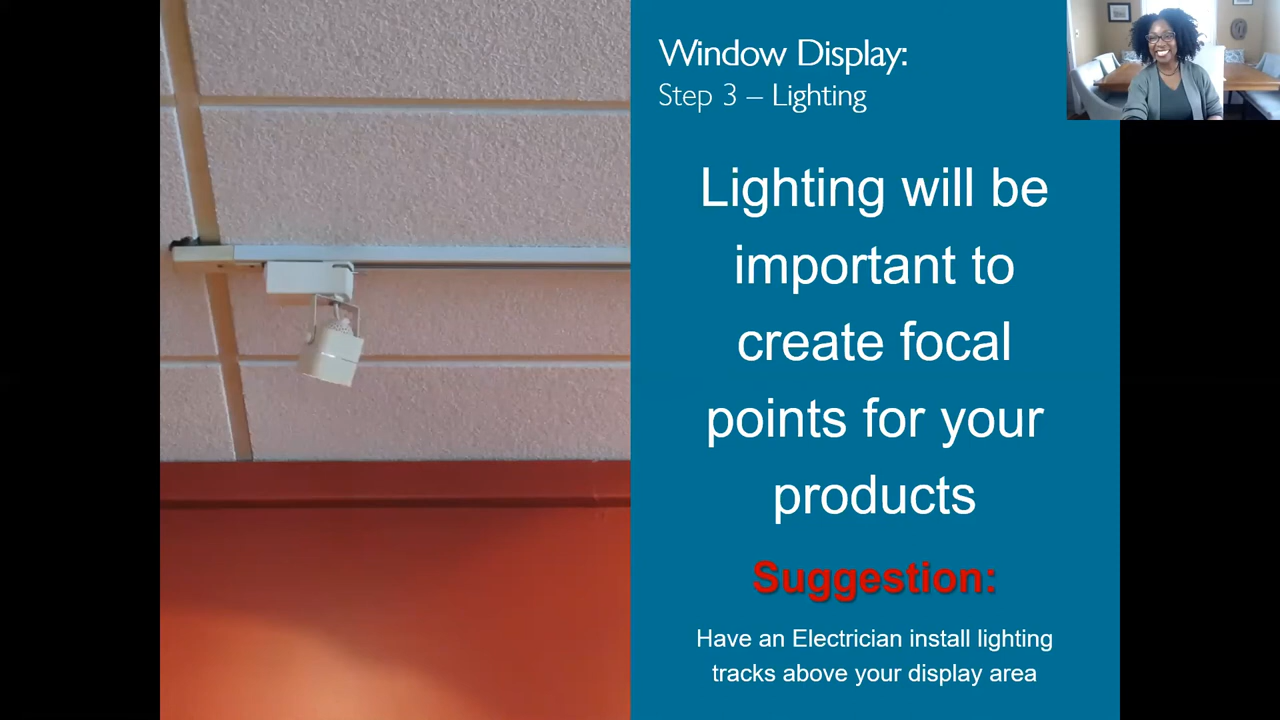 Window Display:
Step 3 – Lighting
Lighting will be
important to
create focal
points for your
products
Suggestion:
Have an Electrician install lighting
tracks above your display area